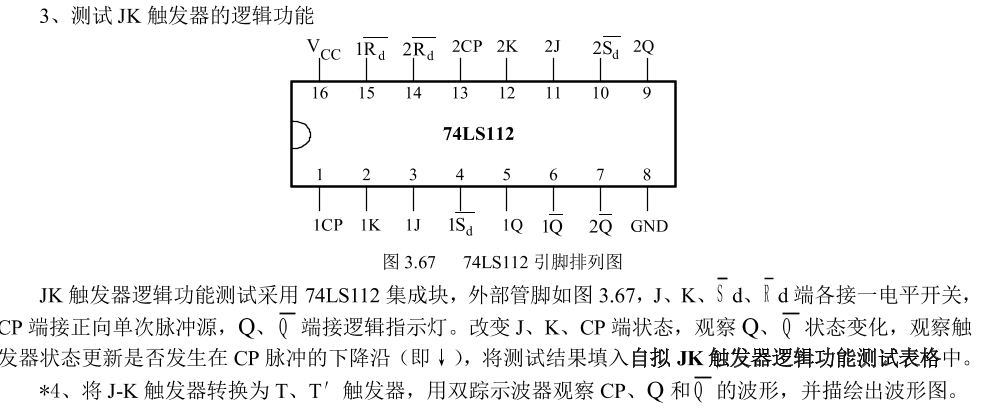 3、测试 JK 触发器的逻辑功能
V_CC 1R̅d̅ 2R̅d̅ 2CP 2K 2J 2S̅d̅ 2Q
16 15 14 13 12 11 10 9
74LS112
1 2 3 4 5 6 7 8
1CP 1K 1J 1S̅d̅ 1Q 1Q̅ 2Q̅ GND
图 3.67 74LS112 引脚排列图
JK 触发器逻辑功能测试采用 74LS112 集成块，外部管脚如图 3.67，J、K、S̅ d、R̅ d 端各接一电平开关，
CP 端接正向单次脉冲源，Q、Q̅ 端接逻辑指示灯。改变 J、K、CP 端状态，观察 Q、Q̅ 状态变化，观察触
发器状态更新是否发生在 CP 脉冲的下降沿（即↓），将测试结果填入自拟 JK 触发器逻辑功能测试表格中。
*4、将 J-K 触发器转换为 T、T′ 触发器，用双踪示波器观察 CP、Q 和 Q̅ 的波形，并描绘出波形图。